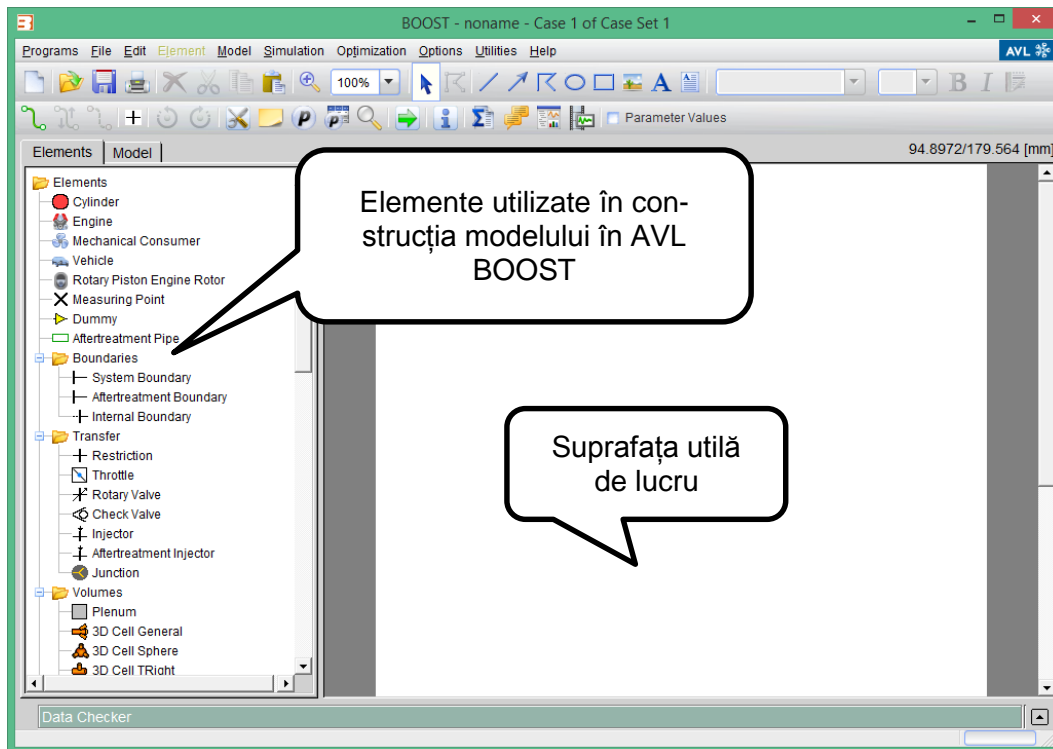 BOOST - noname - Case 1 of Case Set 1
Programs File Edit Element Model Simulation Optimization Options Utilities Help
AVL
100%
A B I
P P
Parameter Values
Elements Model
94.8972/179.564 [mm]
Elements
Cylinder
Engine
Mechanical Consumer
Vehicle
Rotary Piston Engine Rotor
Measuring Point
Dummy
Aftertreatment Pipe
Boundaries
System Boundary
Aftertreatment Boundary
Internal Boundary
Transfer
Restriction
Throttle
Rotary Valve
Check Valve
Injector
Aftertreatment Injector
Junction
Volumes
Plenum
3D Cell General
3D Cell Sphere
3D Cell TRight
Elemente utilizate în con-
strucția modelului în AVL
BOOST
Suprafața utilă
de lucru
Data Checker